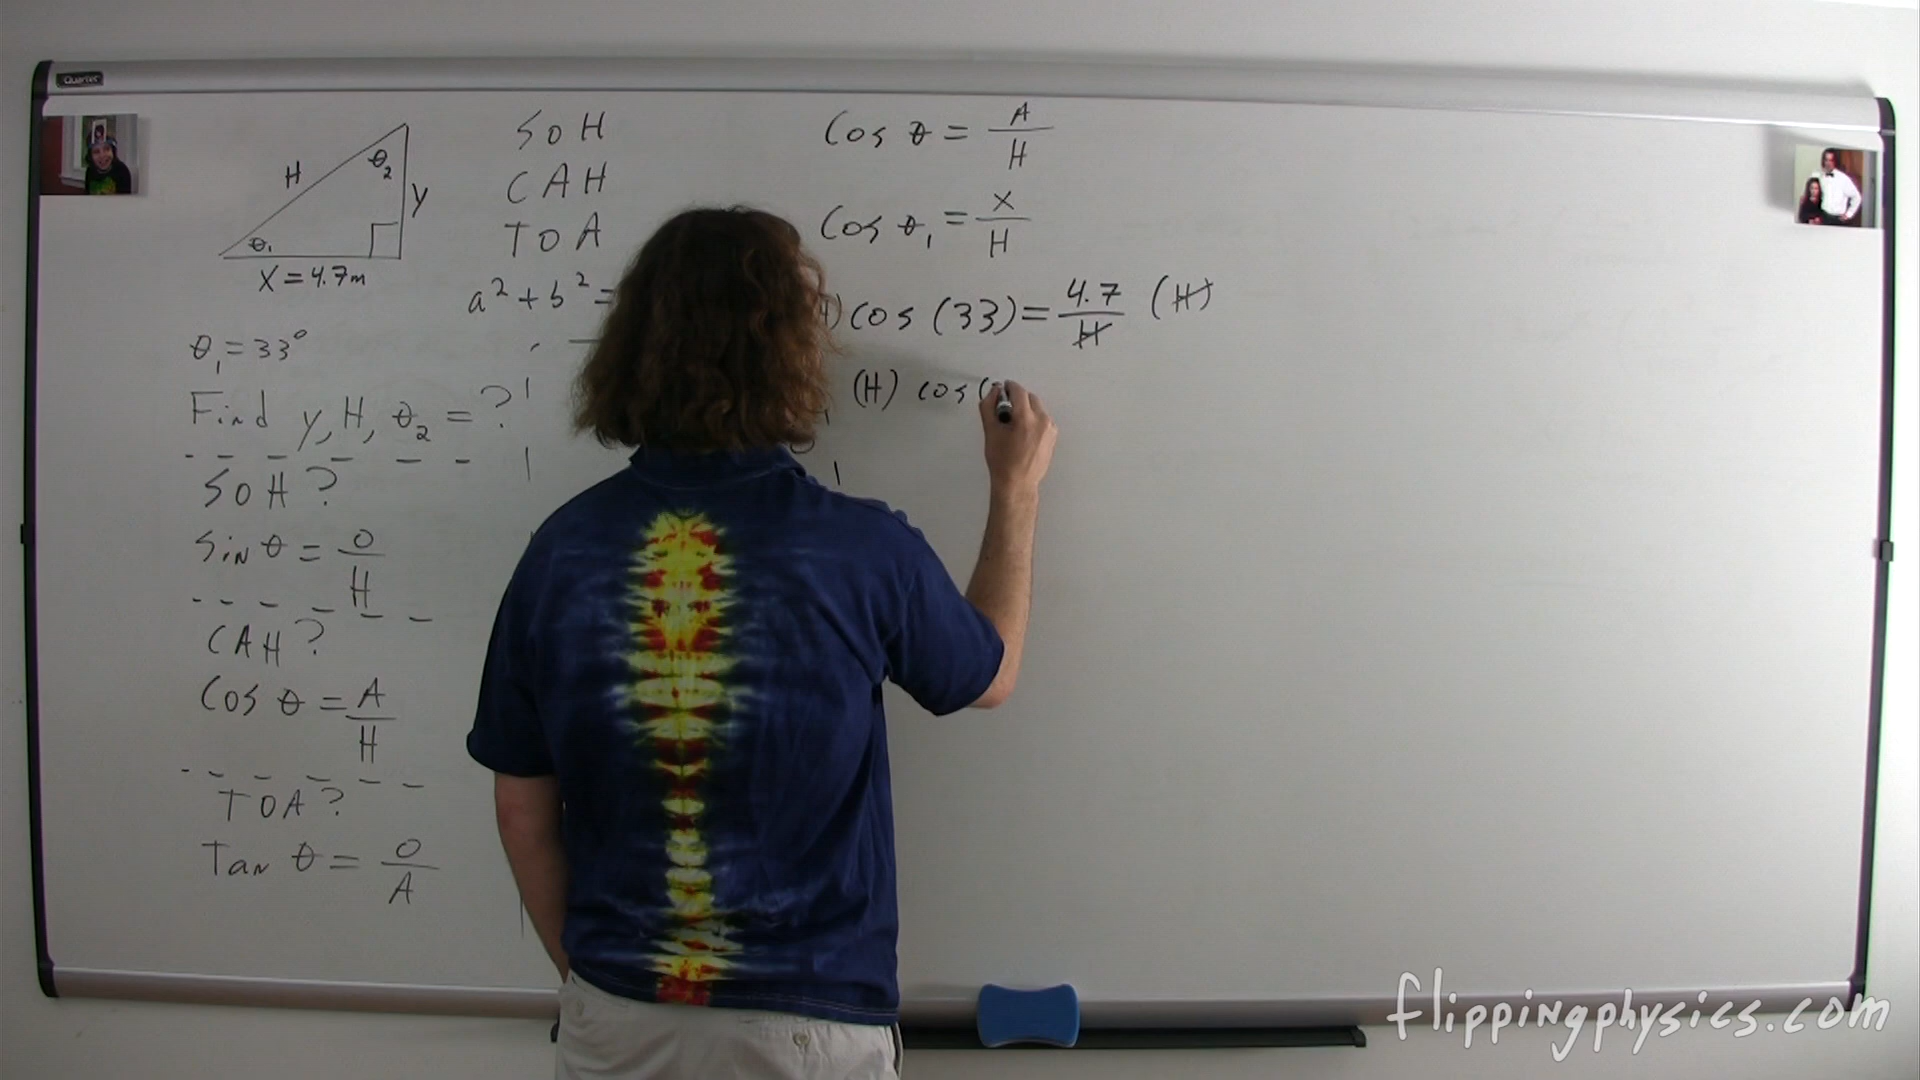 Quartet
H
θ₂
y
θ₁
x = 4.7m
θ₁ = 33°
Find y, H, θ₂ = ?
SOH?
Sin θ = O/H
CAH?
Cos θ = A/H
TOA?
Tan θ = O/A
SOH
CAH
TOA
a² + b² =
Cos θ = A/H
Cos θ₁ = x/H
) cos (33) = 4.7/H (H)
(H) cos (
flippingphysics.com